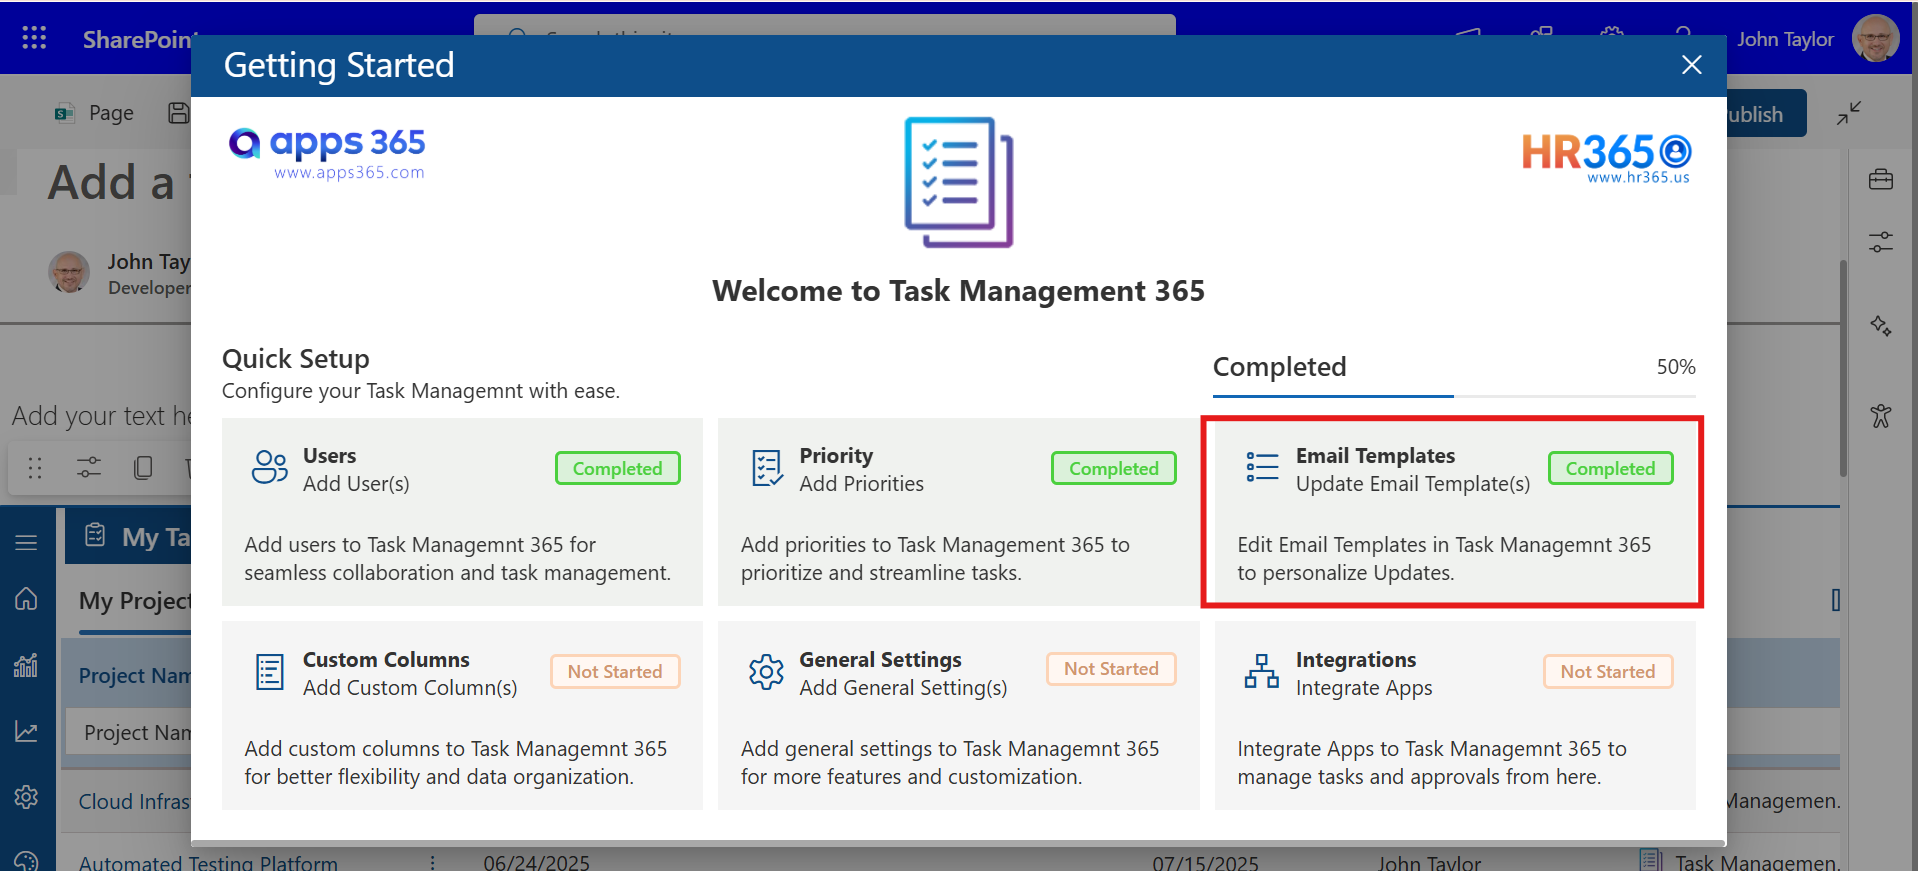 SharePoint
John Taylor
Getting Started
Page
Publish
apps 365
www.apps365.com
HR365
www.hr365.us
Add a
John Tay
Developer
Welcome to Task Management 365
Quick Setup
Configure your Task Managemnt with ease.
Completed
50%
Add your text he
Users
Add User(s)
Completed
Add users to Task Managemnt 365 for
seamless collaboration and task management.
Priority
Add Priorities
Completed
Add priorities to Task Management 365 to
prioritize and streamline tasks.
Email Templates
Update Email Template(s)
Completed
Edit Email Templates in Task Managemnt 365
to personalize Updates.
My Ta
My Project
Project Nam
Project Nam
Custom Columns
Add Custom Column(s)
Not Started
Add custom columns to Task Managemnt 365
for better flexibility and data organization.
General Settings
Add General Setting(s)
Not Started
Add general settings to Task Managemnt 365
for more features and customization.
Integrations
Integrate Apps
Not Started
Integrate Apps to Task Managemnt 365 to
manage tasks and approvals from here.
Cloud Infras
Managemen.
Automated Testing Platform
06/24/2025
07/15/2025
John Taylor
Task Managemen.